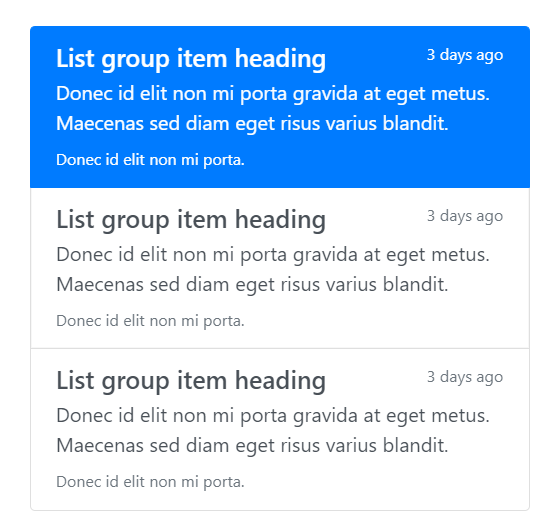 List group item heading 3 days ago
Donec id elit non mi porta gravida at eget metus.
Maecenas sed diam eget risus varius blandit.
Donec id elit non mi porta.
List group item heading 3 days ago
Donec id elit non mi porta gravida at eget metus.
Maecenas sed diam eget risus varius blandit.
Donec id elit non mi porta.
List group item heading 3 days ago
Donec id elit non mi porta gravida at eget metus.
Maecenas sed diam eget risus varius blandit.
Donec id elit non mi porta.